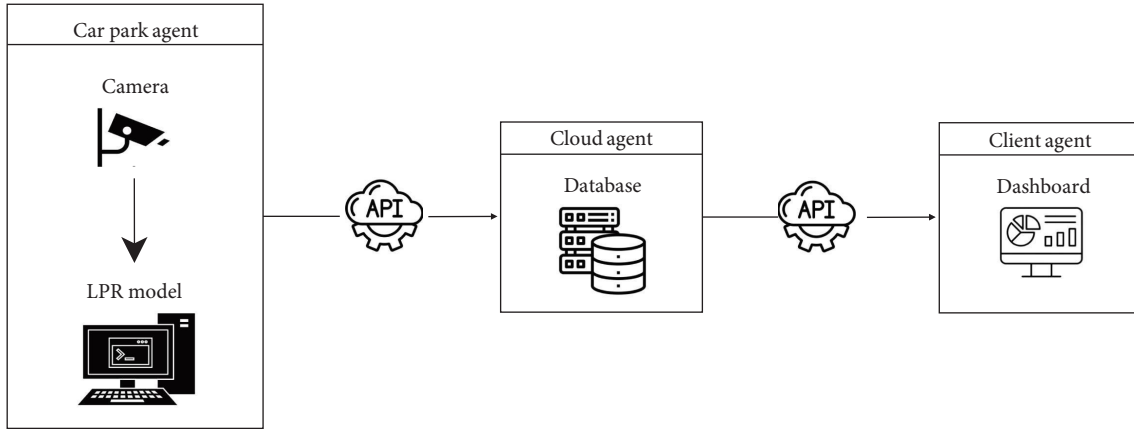 Car park agent
Camera
LPR model
>_
API
Cloud agent
Database
API
Client agent
Dashboard